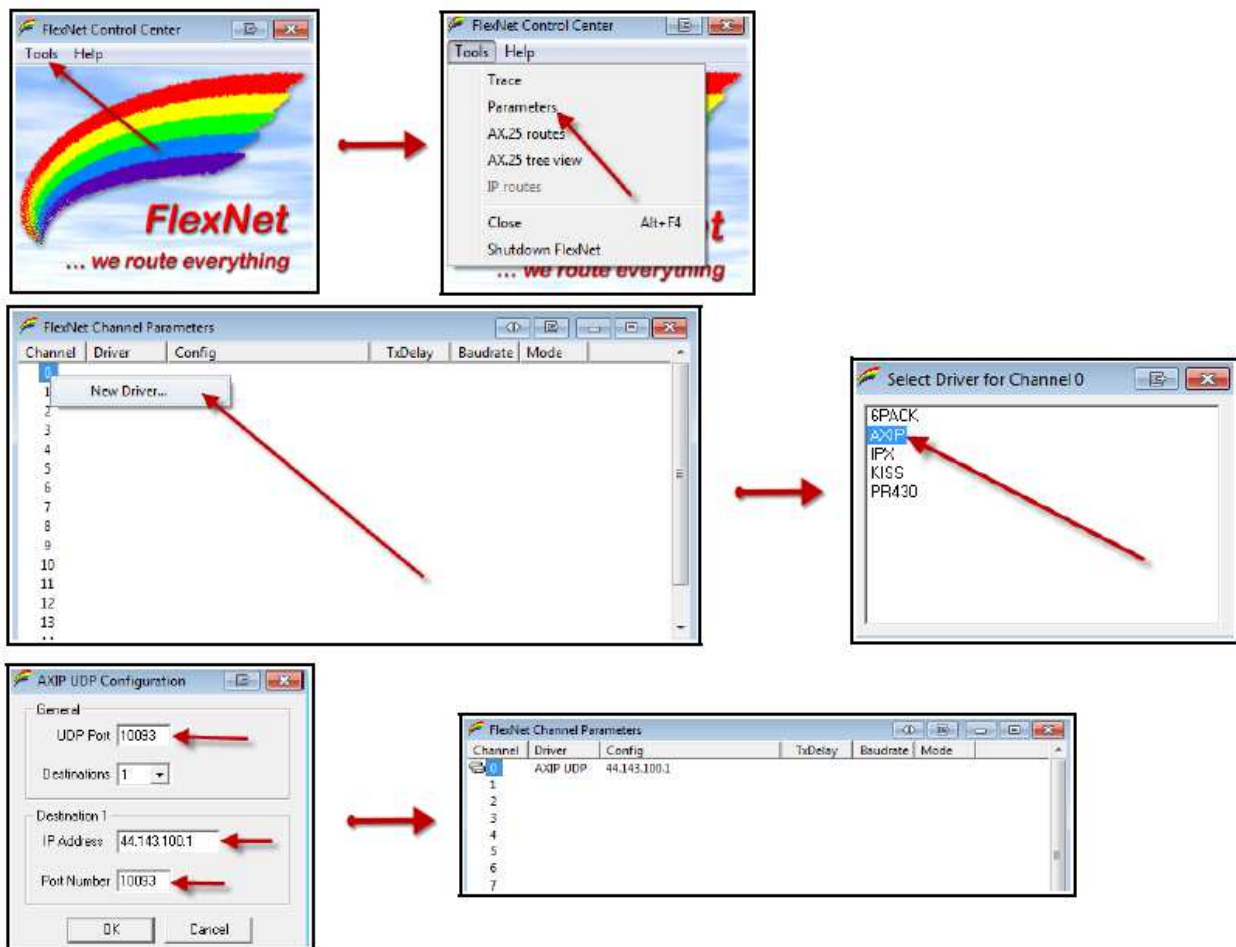 FlexNet Control Center
Tools Help
FlexNet
... we route everything
FlexNet Control Center
Tools Help
Trace
Parameters
AX.25 routes
AX.25 tree view
IP routes
Close Alt+F4
Shutdown FlexNet
t
... we route everything
FlexNet Channel Parameters
Channel Driver Config TxDelay Baudrate Mode
0
1 New Driver...
2
3
4
5
6
7
8
9
10
11
12
13
Select Driver for Channel 0
6PACK
AXIP
IPX
KISS
PR430
AXIP UDP Configuration
General
UDP Port 10093
Destinations 1
Destination 1
IP Address 44.143.100.1
Port Number 10093
OK Cancel
FlexNet Channel Parameters
Channel Driver Config TxDelay Baudrate Mode
0 AXIP UDP 44.143.100.1
1
2
3
4
5
6
7